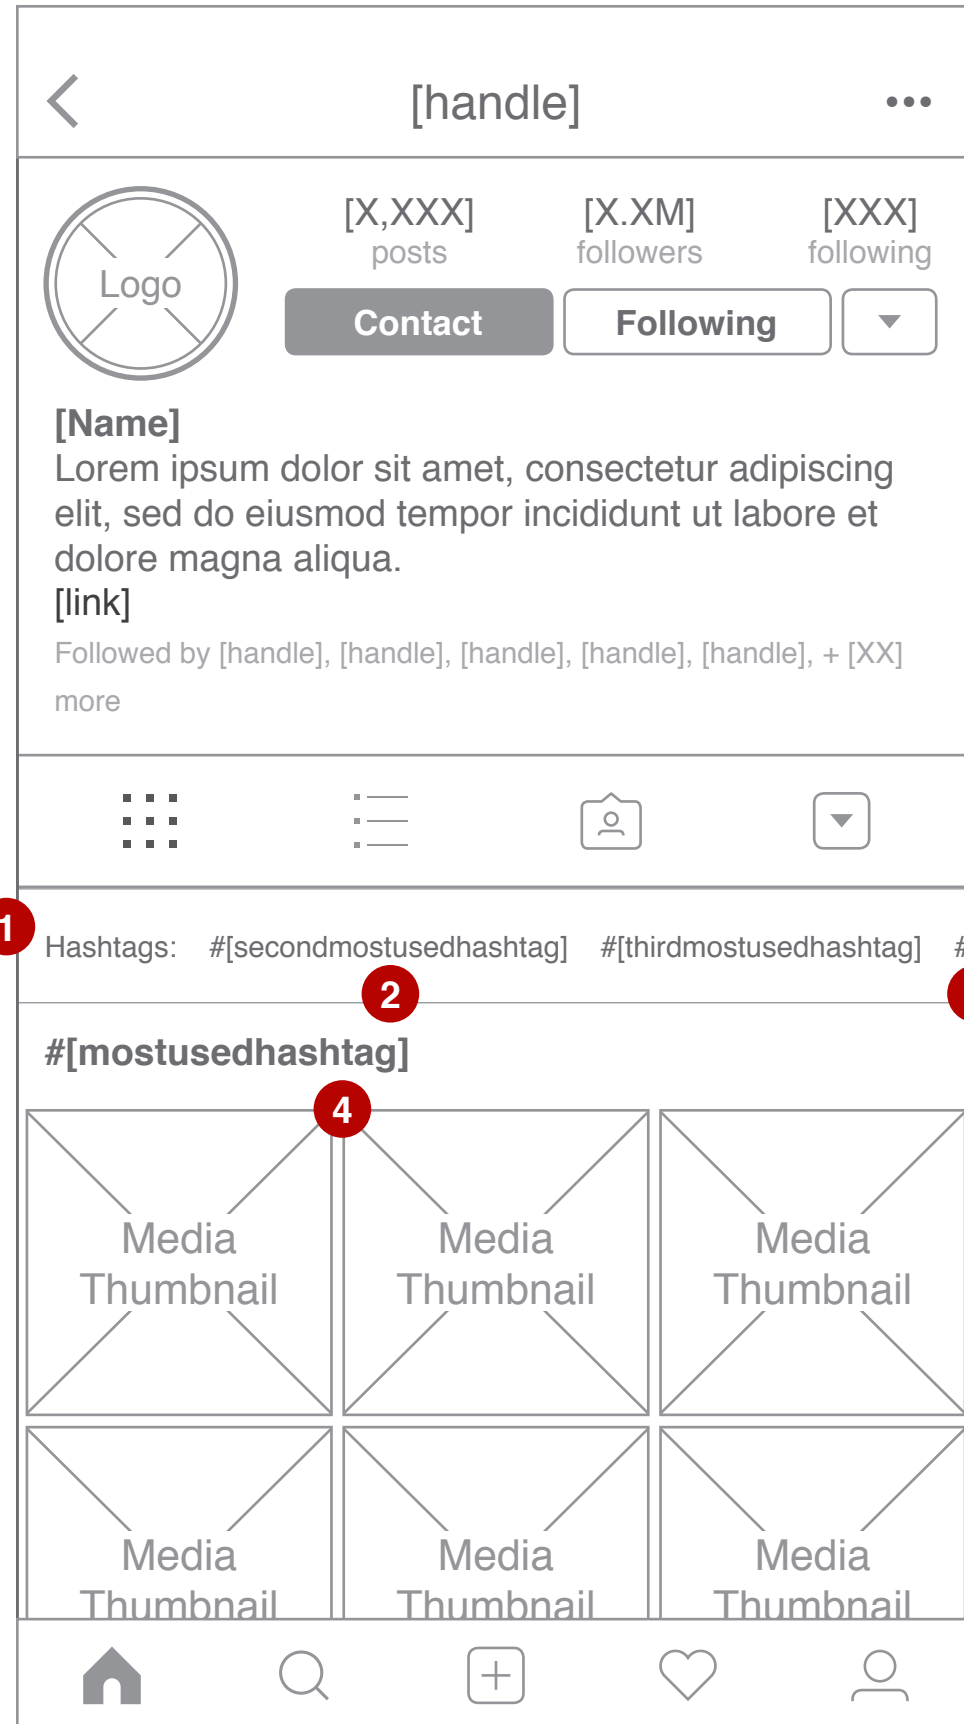 [handle]
[X,XXX] [X.XM] [XXX]
posts followers following
Logo
Contact Following
[Name]
Lorem ipsum dolor sit amet, consectetur adipiscing
elit, sed do eiusmod tempor incididunt ut labore et
dolore magna aliqua.
[link]
Followed by [handle], [handle], [handle], [handle], [handle], + [XX]
more
1
Hashtags: #[secondmostusedhashtag] #[thirdmostusedhashtag] #
2
#[mostusedhashtag]
4
Media Media Media
Thumbnail Thumbnail Thumbnail
Media Media Media
Thumbnail Thumbnail Thumbnail